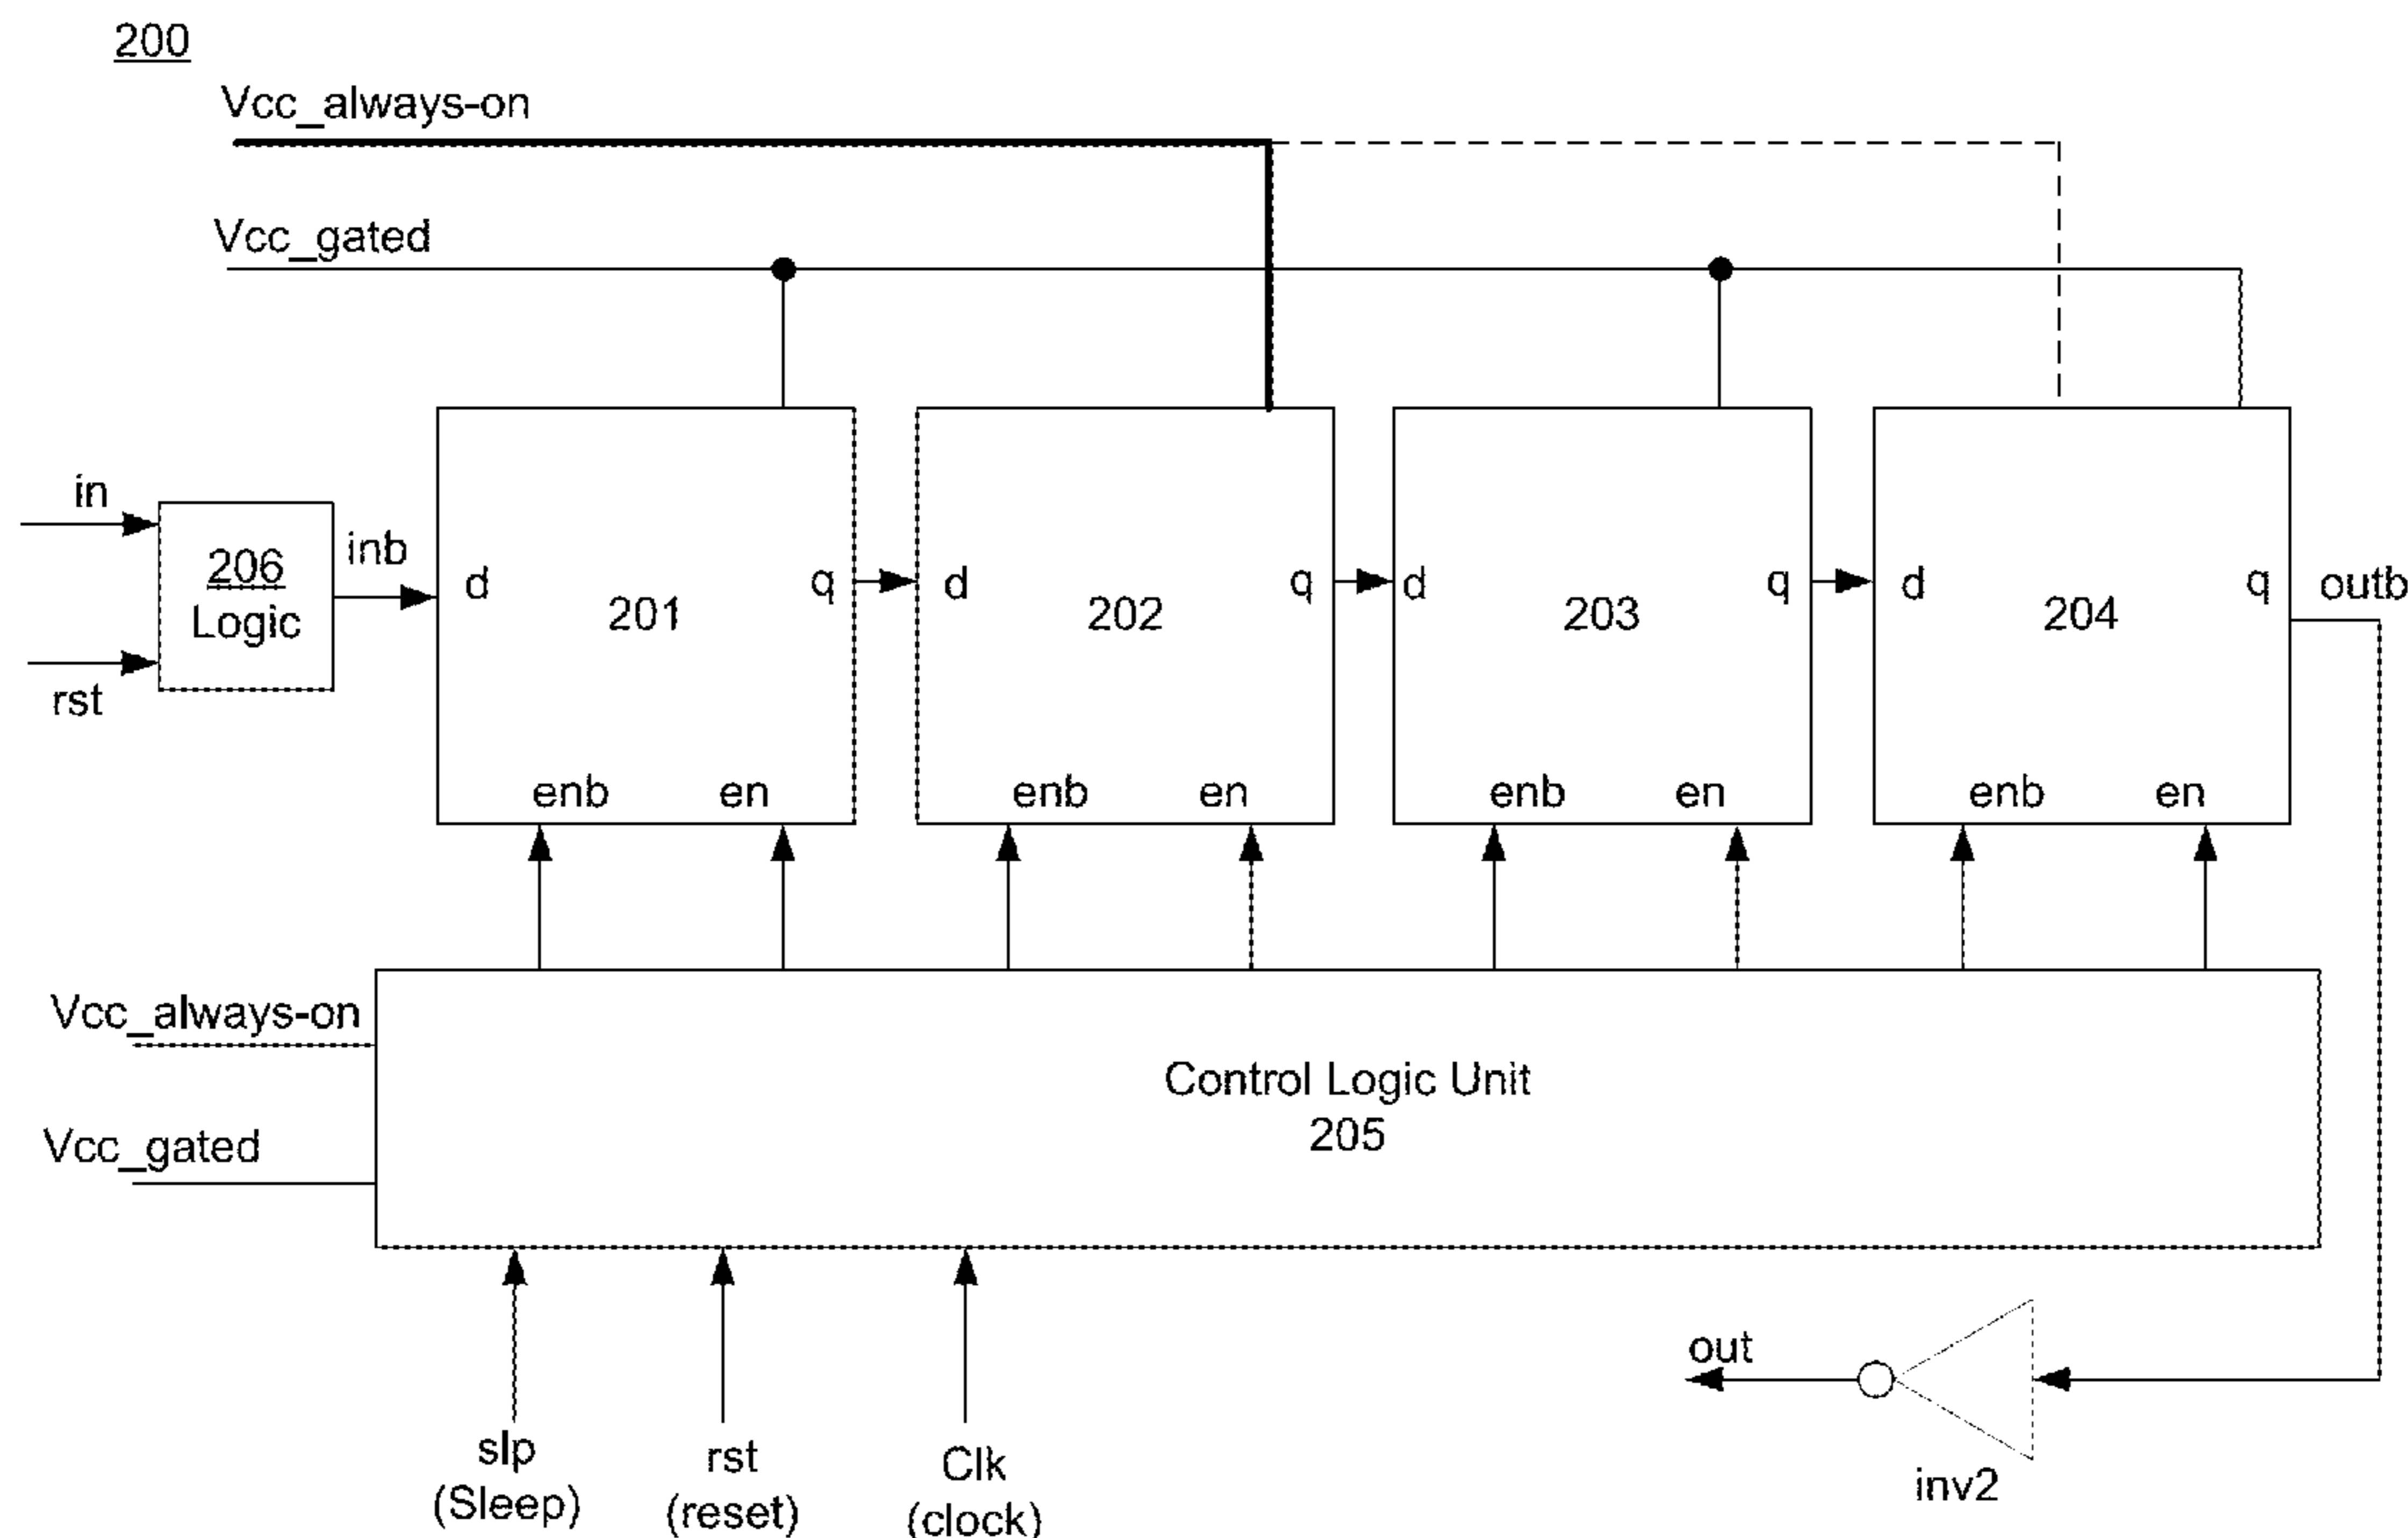 200
Vcc_always-on
Vcc_gated
in
rst
206
Logic
inb
d
201
q
enb
en
d
202
q
enb
en
d
203
q
enb
en
d
204
q
enb
en
outb
Vcc_always-on
Vcc_gated
Control Logic Unit
205
slp
(Sleep)
rst
(reset)
Clk
(clock)
out
inv2